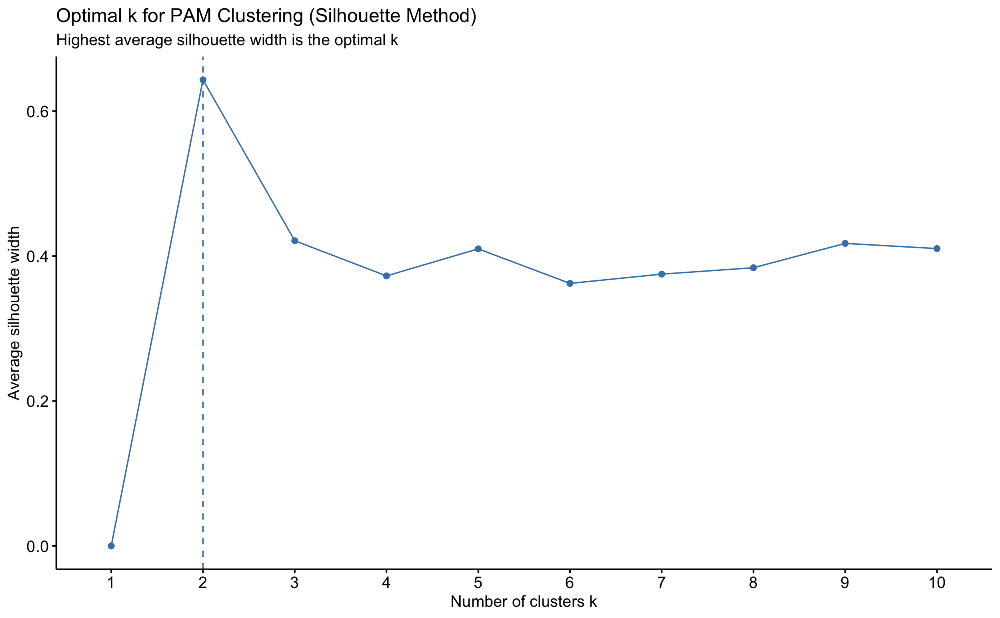 Optimal k for PAM Clustering (Silhouette Method)
Highest average silhouette width is the optimal k
Average silhouette width
0.6
0.4
0.2
0.0
1 2 3 4 5 6 7 8 9 10
Number of clusters k